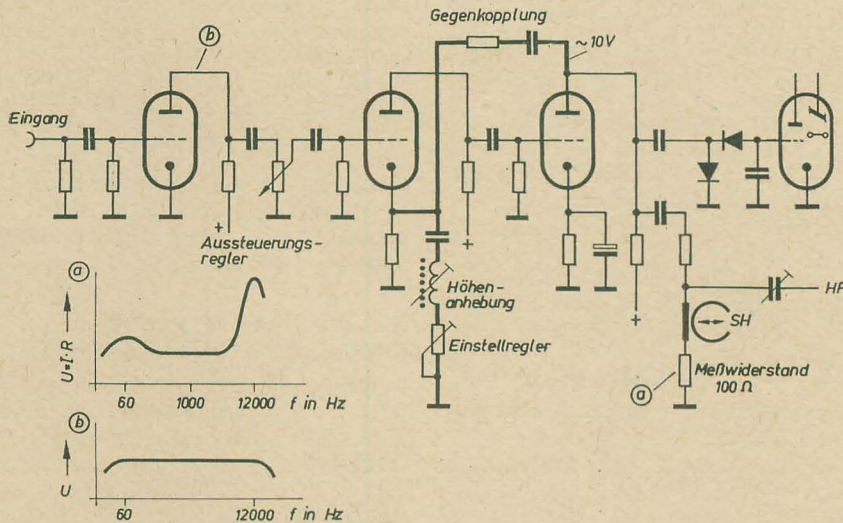 Gegenkopplung
ⓑ
~10V
Eingang
+
Aussteuerungs-
regler
+
Höhen-
anhebung
Einstellregler
+
HF
SH
ⓐ
Meßwiderstand
100 Ω
ⓐ
U=I·R
60 1000 12000 f in Hz
ⓑ
U
60 12000 f in Hz